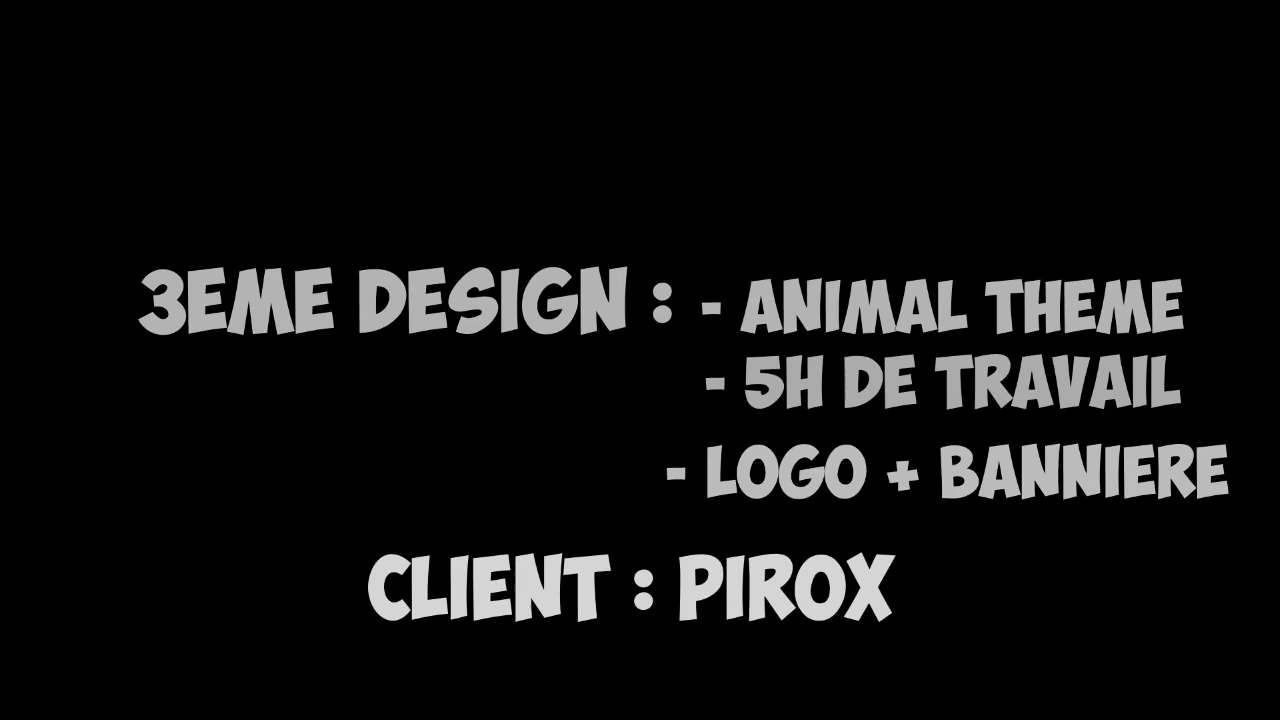 3EME DESIGN : - ANIMAL THEME
- 5H DE TRAVAIL
- LOGO + BANNIERE
CLIENT : PIROX